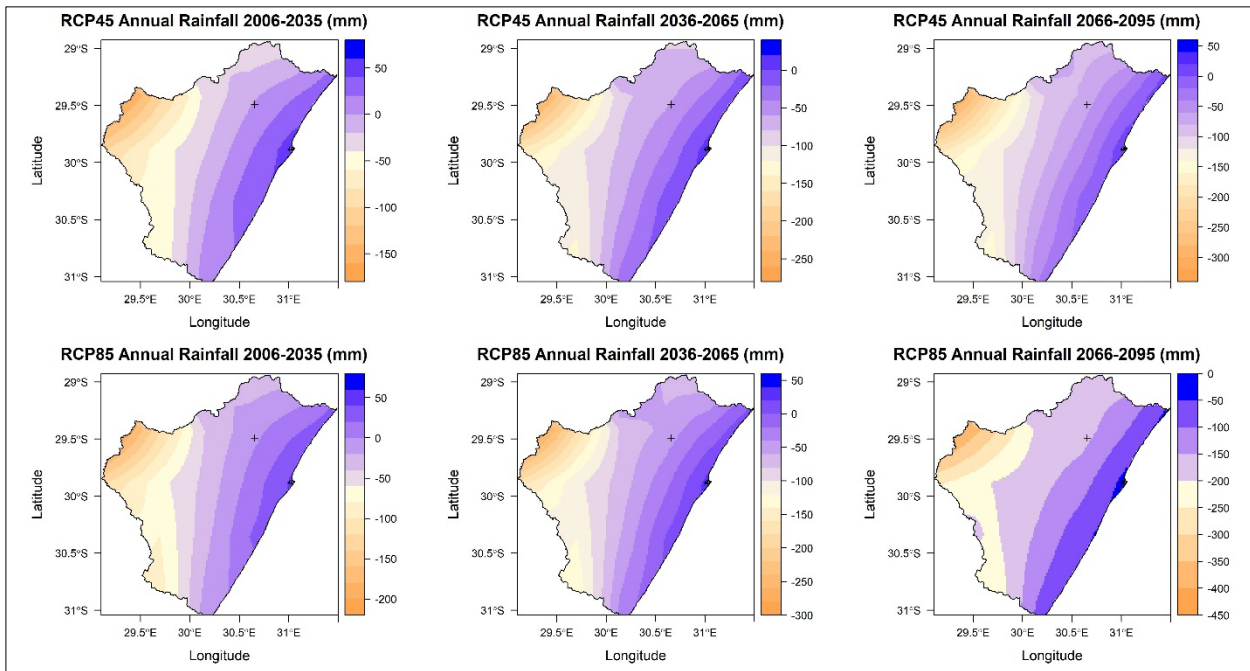 RCP45 Annual Rainfall 2006-2035 (mm)
29°S
29.5°S
30°S
30.5°S
31°S
Latitude
29.5°E 30°E 30.5°E 31°E
Longitude
50
0
-50
-100
-150
RCP45 Annual Rainfall 2036-2065 (mm)
29°S
29.5°S
30°S
30.5°S
31°S
Latitude
29.5°E 30°E 30.5°E 31°E
Longitude
0
-50
-100
-150
-200
-250
RCP45 Annual Rainfall 2066-2095 (mm)
29°S
29.5°S
30°S
30.5°S
31°S
Latitude
29.5°E 30°E 30.5°E 31°E
Longitude
50
0
-50
-100
-150
-200
-250
-300
RCP85 Annual Rainfall 2006-2035 (mm)
29°S
29.5°S
30°S
30.5°S
31°S
Latitude
29.5°E 30°E 30.5°E 31°E
Longitude
50
0
-50
-100
-150
-200
RCP85 Annual Rainfall 2036-2065 (mm)
29°S
29.5°S
30°S
30.5°S
31°S
Latitude
29.5°E 30°E 30.5°E 31°E
Longitude
50
0
-50
-100
-150
-200
-250
-300
RCP85 Annual Rainfall 2066-2095 (mm)
29°S
29.5°S
30°S
30.5°S
31°S
Latitude
29.5°E 30°E 30.5°E 31°E
Longitude
0
-50
-100
-150
-200
-250
-300
-350
-400
-450